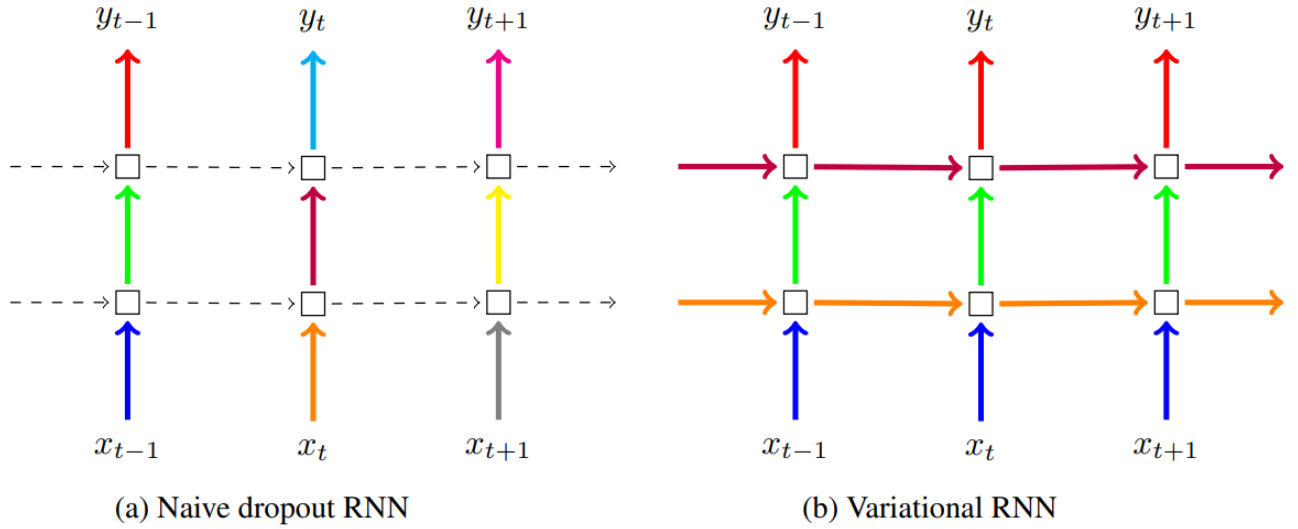 y_{t−1} y_t y_{t+1}
x_{t−1} x_t x_{t+1}
(a) Naive dropout RNN
y_{t−1} y_t y_{t+1}
x_{t−1} x_t x_{t+1}
(b) Variational RNN